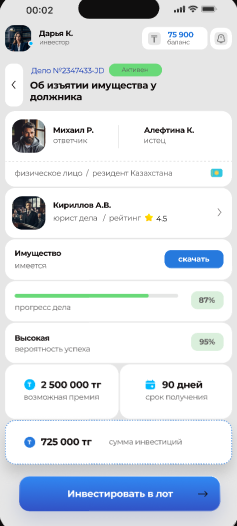 00:02
Дарья К.
инвестор
75 900
баланс
Дело №2347433-JD
Активен
Об изъятии имущества у
должника
Михаил Р.
ответчик
Алефтина К.
истец
физическое лицо / резидент Казахстана
Кириллов А.В.
юрист дела / рейтинг 4.5
Имущество
имеется
скачать
прогресс дела
87%
Высокая
вероятность успеха
95%
2 500 000 тг
возможная премия
90 дней
срок получения
725 000 тг
сумма инвестиций
Инвестировать в лот